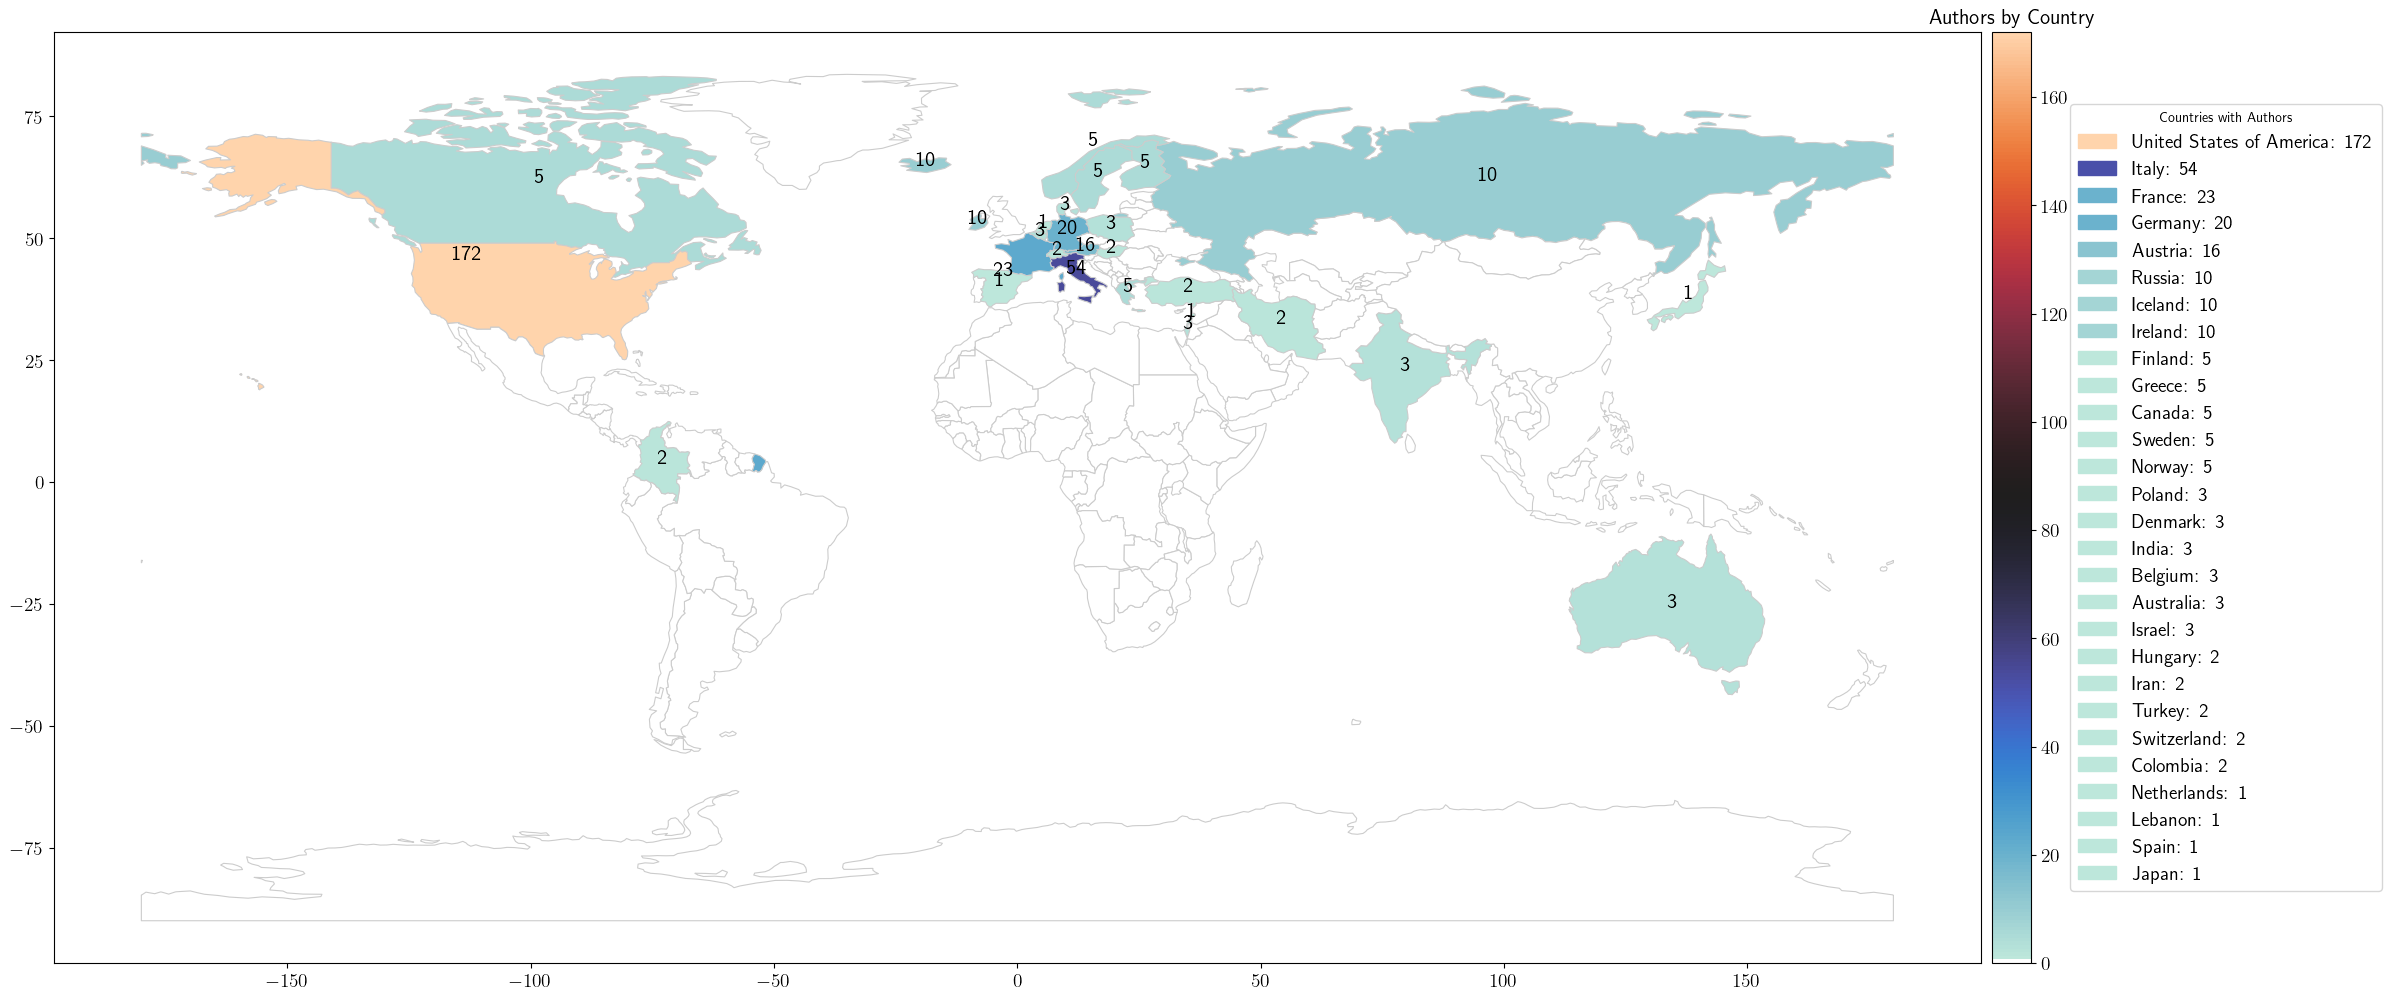 Authors by Country
75
50
25
0
−25
−50
−75
−150
−100
−50
0
50
100
150
5
172
2
10
10
5
5
5
3
1
3
20
3
16
2
2
54
23
1
5
2
1
3
2
10
3
1
3
160
140
120
100
80
60
40
20
0
Countries with Authors
United States of America: 172
Italy: 54
France: 23
Germany: 20
Austria: 16
Russia: 10
Iceland: 10
Ireland: 10
Finland: 5
Greece: 5
Canada: 5
Sweden: 5
Norway: 5
Poland: 3
Denmark: 3
India: 3
Belgium: 3
Australia: 3
Israel: 3
Hungary: 2
Iran: 2
Turkey: 2
Switzerland: 2
Colombia: 2
Netherlands: 1
Lebanon: 1
Spain: 1
Japan: 1